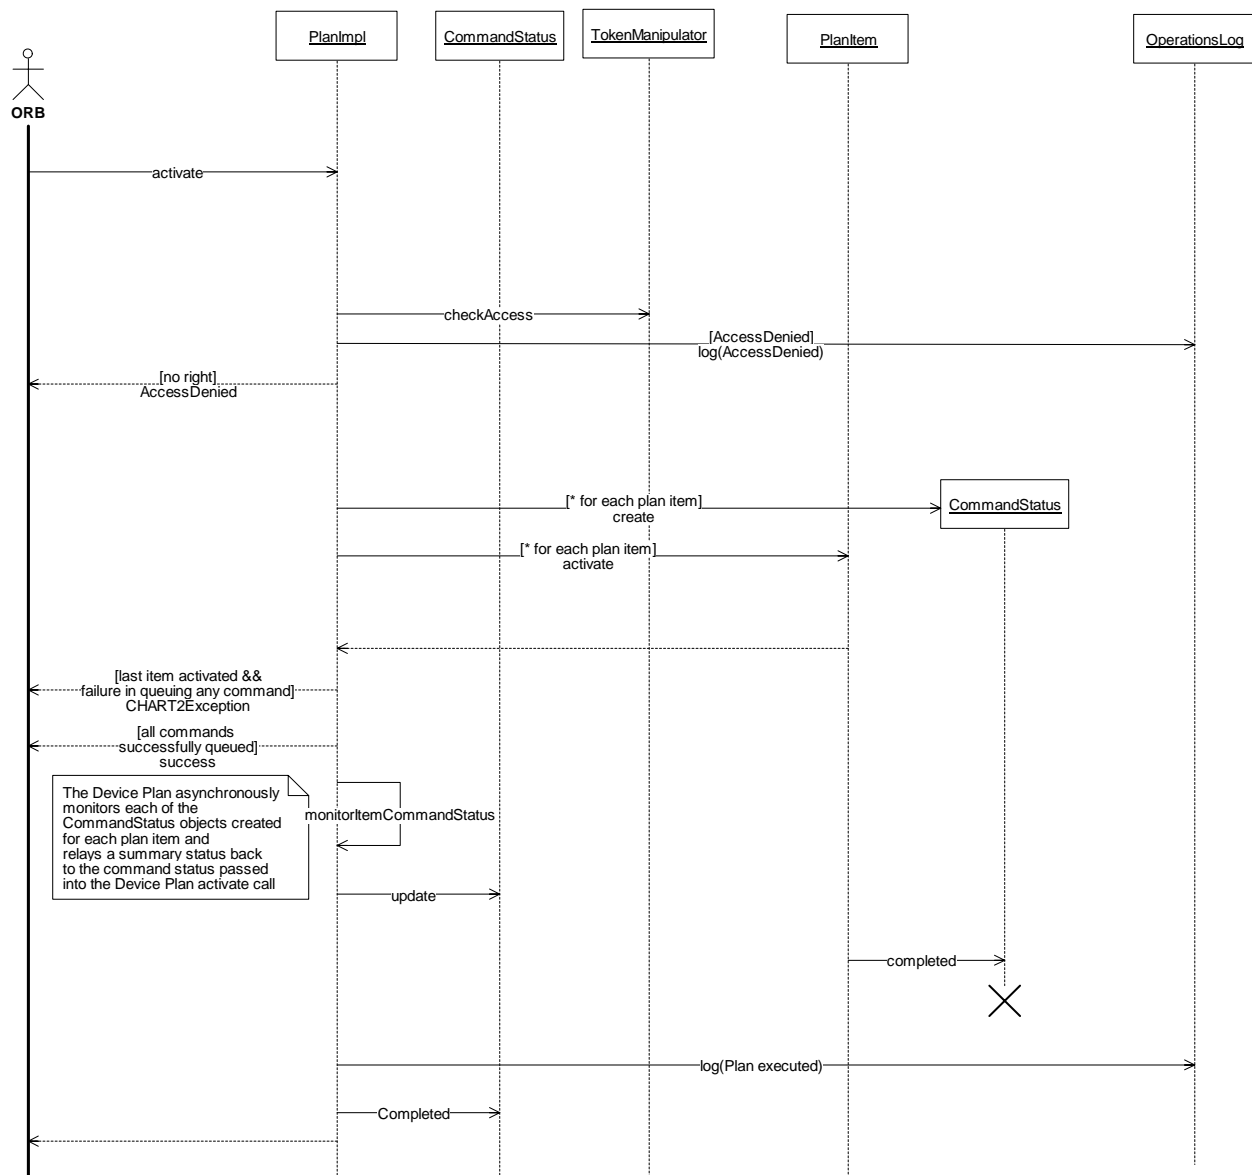 PlanImpl
CommandStatus
TokenManipulator
PlanItem
OperationsLog
ORB
activate
checkAccess
[AccessDenied]
log(AccessDenied)
[no right]
AccessDenied
[* for each plan item]
create
CommandStatus
[* for each plan item]
activate
[last item activated &&
failure in queuing any command]
CHART2Exception
[all commands
successfully queued]
success
The Device Plan asynchronously
monitors each of the
CommandStatus objects created
for each plan item and
relays a summary status back
to the command status passed
into the Device Plan activate call
monitorItemCommandStatus
update
completed
log(Plan executed)
Completed